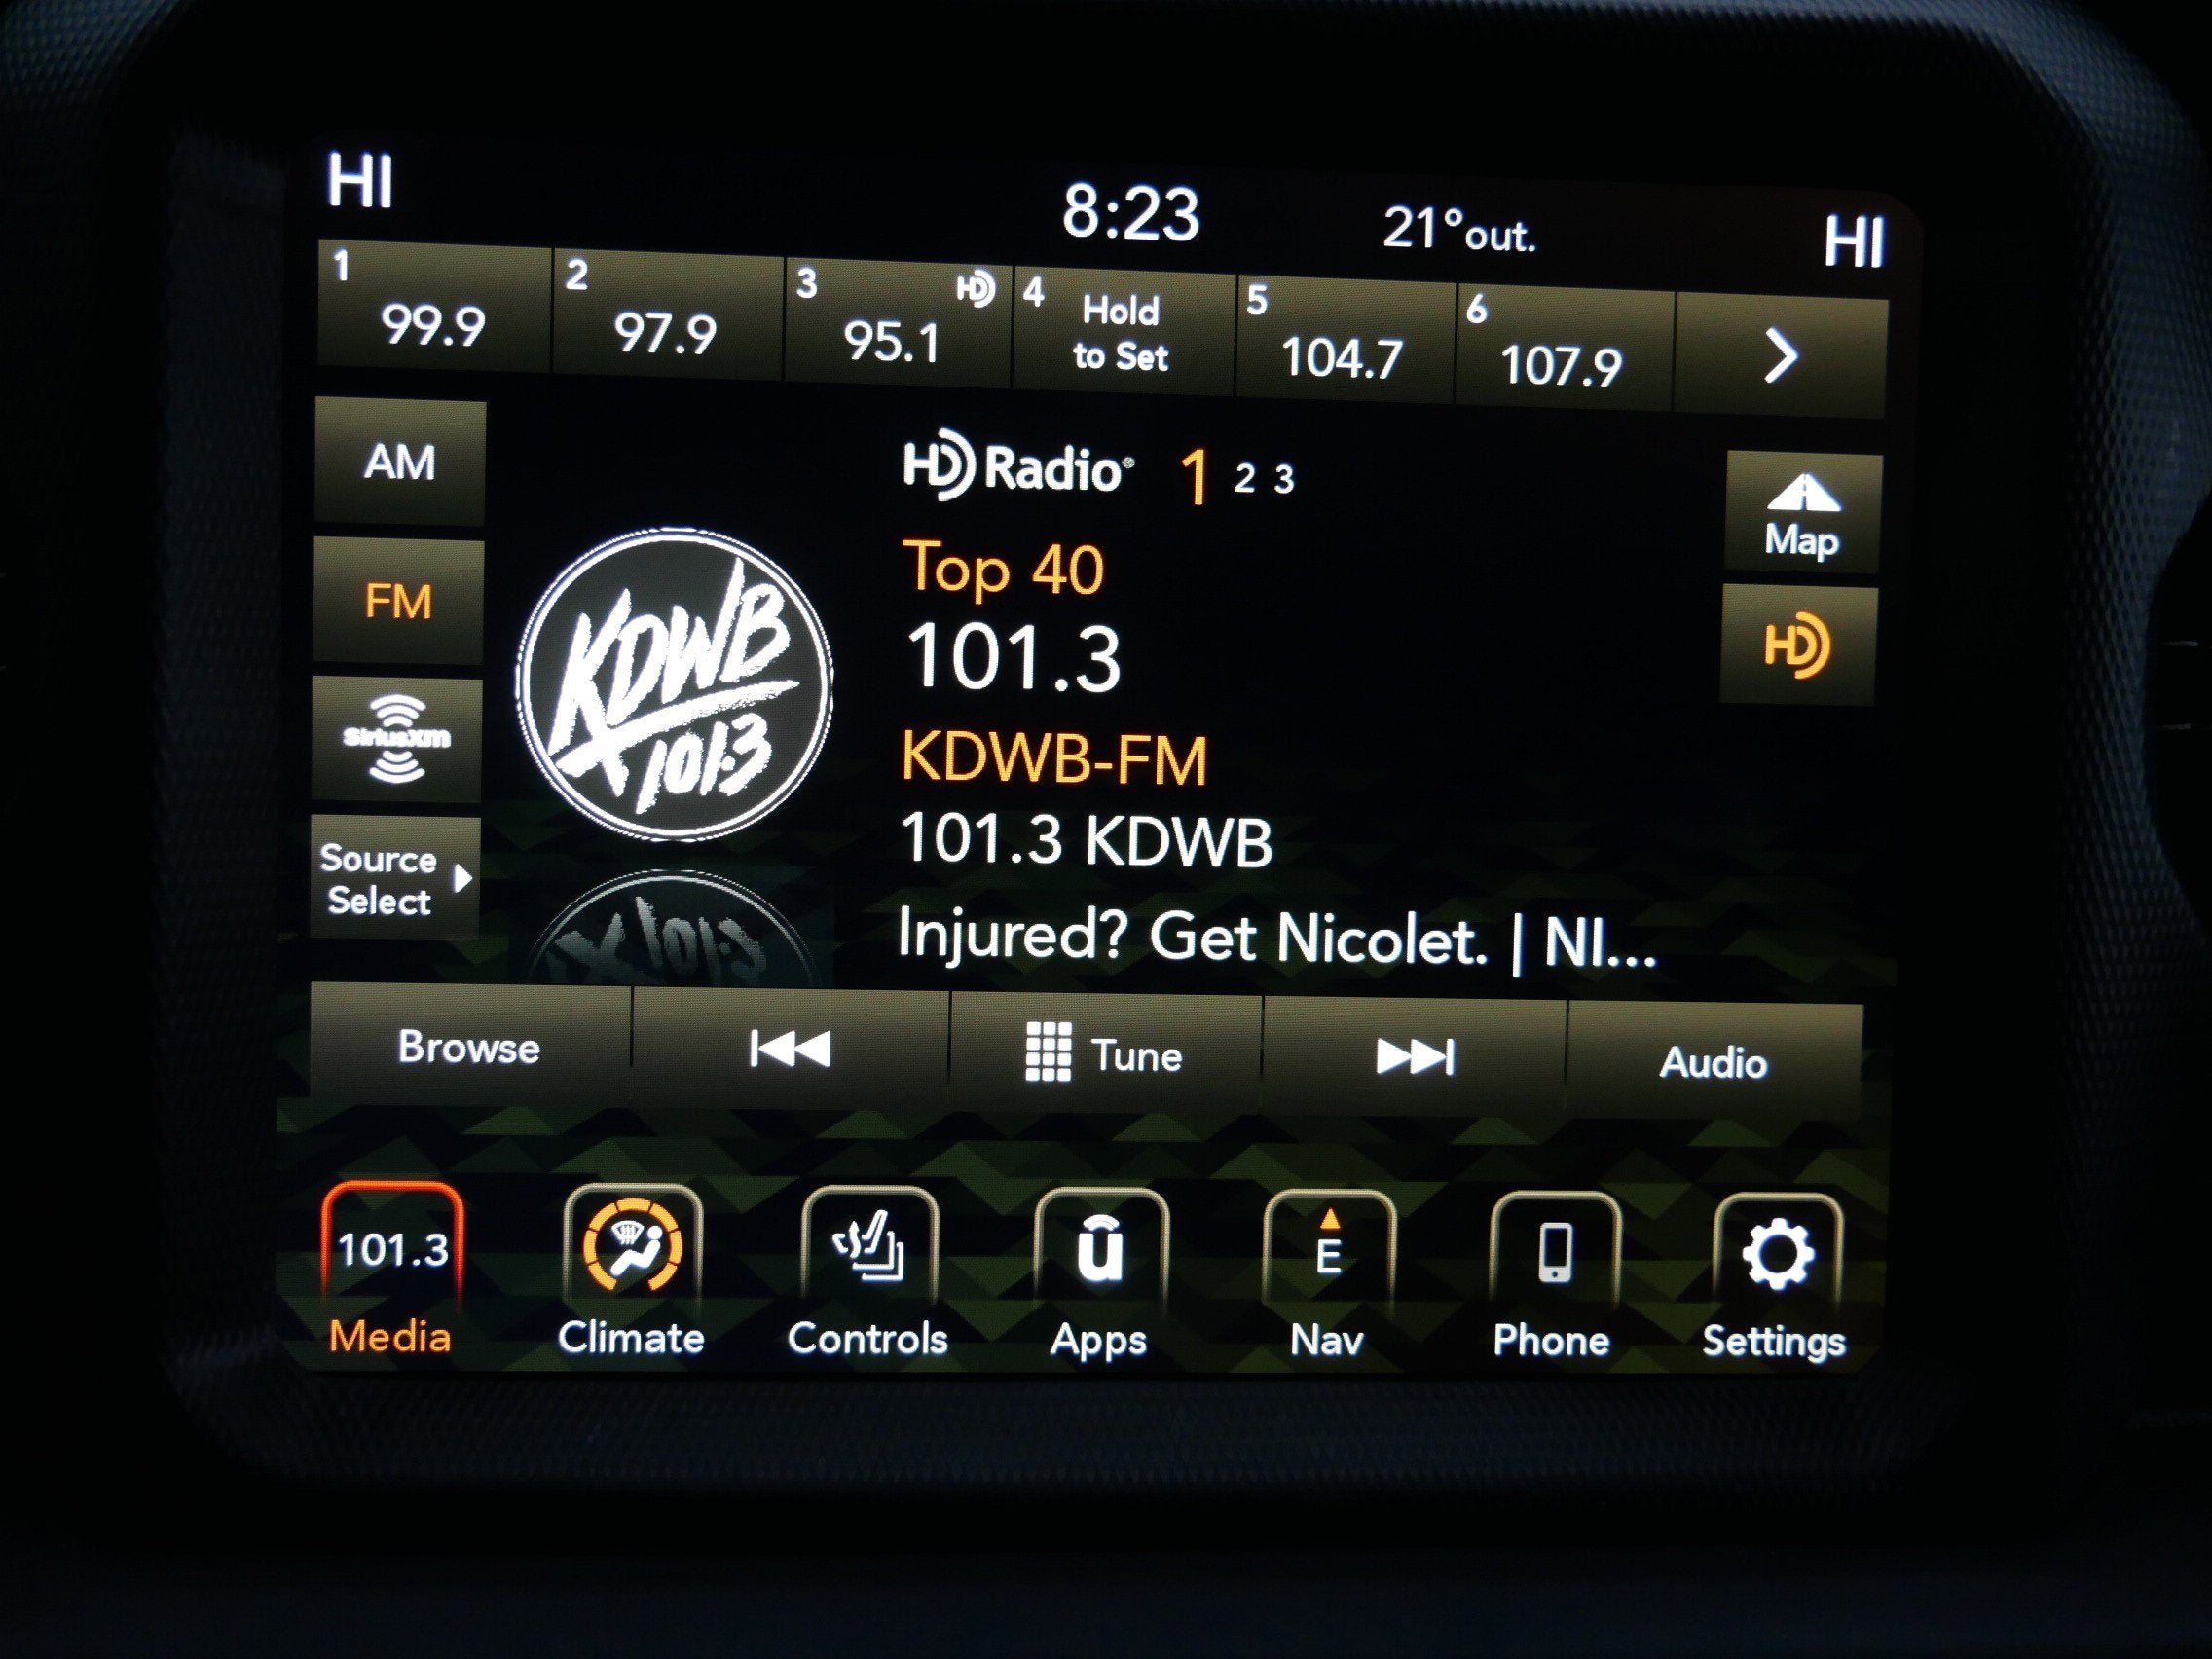 HI 8:23 21°out. HI
1 99.9 2 97.9 3 HD 95.1 4 Hold to Set 5 104.7 6 107.9
AM
FM
SiriusXM
Source
Select
KDWB
101.3
HD Radio® 1 2 3
Top 40
101.3
KDWB-FM
101.3 KDWB
Injured? Get Nicolet. | NI...
Map
HD
Browse Tune Audio
101.3 E
Media Climate Controls Apps Nav Phone Settings